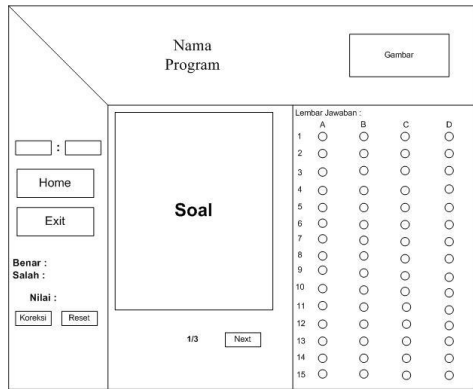 Nama
Program
Gambar
:
Home
Exit
Benar :
Salah :
Nilai :
Koreksi Reset
Soal
1/3 Next
Lembar Jawaban :
A B C D
1
2
3
4
5
6
7
8
9
10
11
12
13
14
15